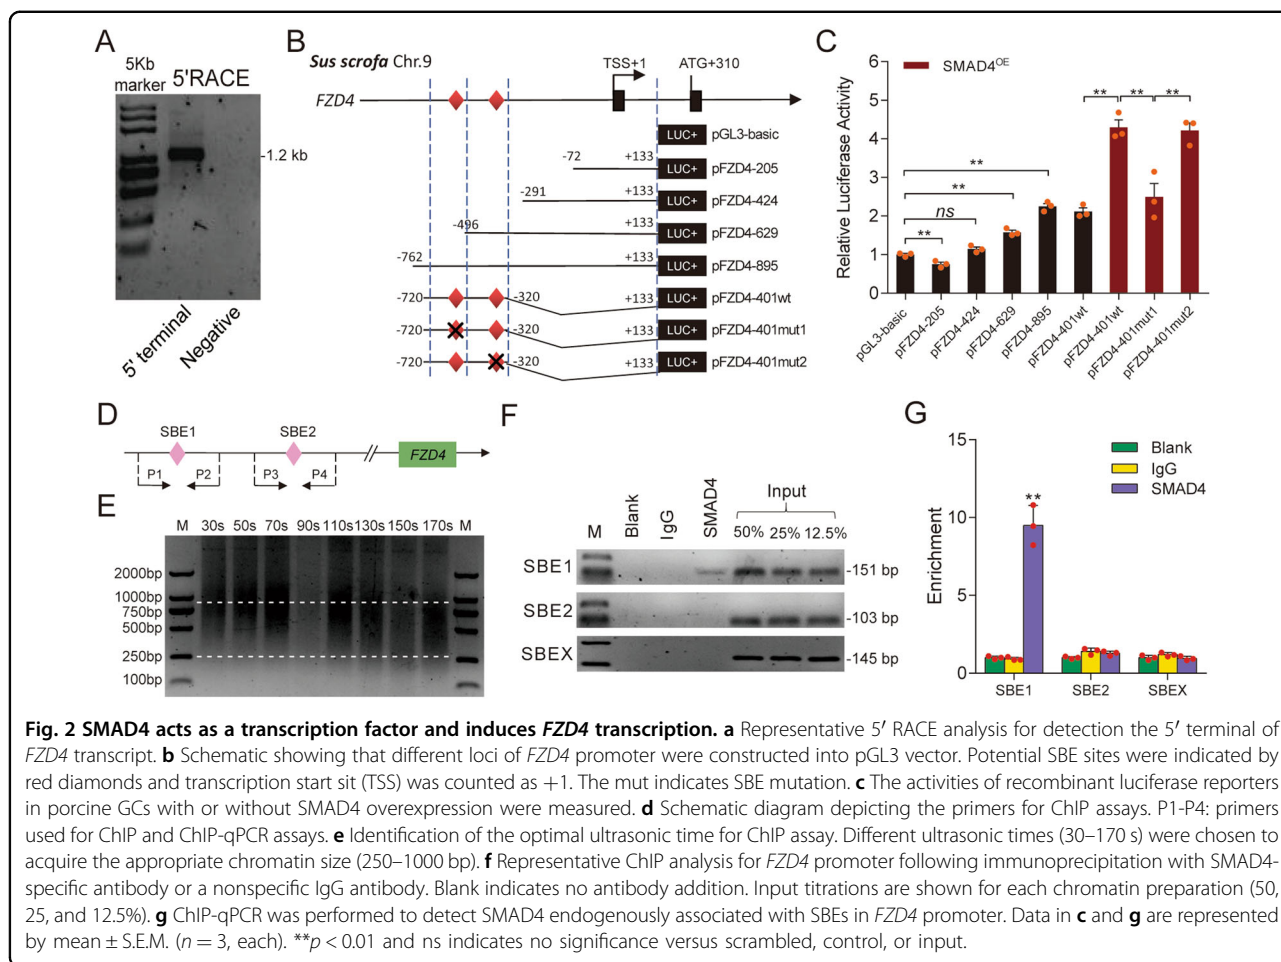 A
5Kb
marker
5'RACE
-1.2 kb
5' terminal
Negative
B
Sus scrofa Chr.9
TSS+1
ATG+310
FZD4
LUC+ pGL3-basic
-72 +133 LUC+ pFZD4-205
-291 +133 LUC+ pFZD4-424
-496 +133 LUC+ pFZD4-629
-762 +133 LUC+ pFZD4-895
-720 -320 +133 LUC+ pFZD4-401wt
-720 -320 +133 LUC+ pFZD4-401mut1
-720 -320 +133 LUC+ pFZD4-401mut2
C
SMAD4OE
Relative Luciferase Activity
6
5
4
3
2
1
0
** ns ** ** ** ** **
pGL3-basic
pFZD4-205
pFZD4-424
pFZD4-629
pFZD4-895
pFZD4-401wt
pFZD4-401wt
pFZD4-401mut1
pFZD4-401mut2
D
SBE1 SBE2
FZD4
P1 P2 P3 P4
E
M 30s 50s 70s 90s 110s 130s 150s 170s M
2000bp
1000bp
750bp
500bp
250bp
100bp
F
M Blank IgG SMAD4
Input
50% 25% 12.5%
SBE1 -151 bp
SBE2 -103 bp
SBEX -145 bp
G
Enrichment
15
10
5
0
Blank
IgG
SMAD4
**
SBE1 SBE2 SBEX
Fig. 2 SMAD4 acts as a transcription factor and induces FZD4 transcription. a Representative 5′ RACE analysis for detection the 5′ terminal of
FZD4 transcript. b Schematic showing that different loci of FZD4 promoter were constructed into pGL3 vector. Potential SBE sites were indicated by
red diamonds and transcription start sit (TSS) was counted as +1. The mut indicates SBE mutation. c The activities of recombinant luciferase reporters
in porcine GCs with or without SMAD4 overexpression were measured. d Schematic diagram depicting the primers for ChIP assays. P1-P4: primers
used for ChIP and ChIP-qPCR assays. e Identification of the optimal ultrasonic time for ChIP assay. Different ultrasonic times (30–170 s) were chosen to
acquire the appropriate chromatin size (250–1000 bp). f Representative ChIP analysis for FZD4 promoter following immunoprecipitation with SMAD4-
specific antibody or a nonspecific IgG antibody. Blank indicates no antibody addition. Input titrations are shown for each chromatin preparation (50,
25, and 12.5%). g ChIP-qPCR was performed to detect SMAD4 endogenously associated with SBEs in FZD4 promoter. Data in c and g are represented
by mean ± S.E.M. (n = 3, each). **p < 0.01 and ns indicates no significance versus scrambled, control, or input.